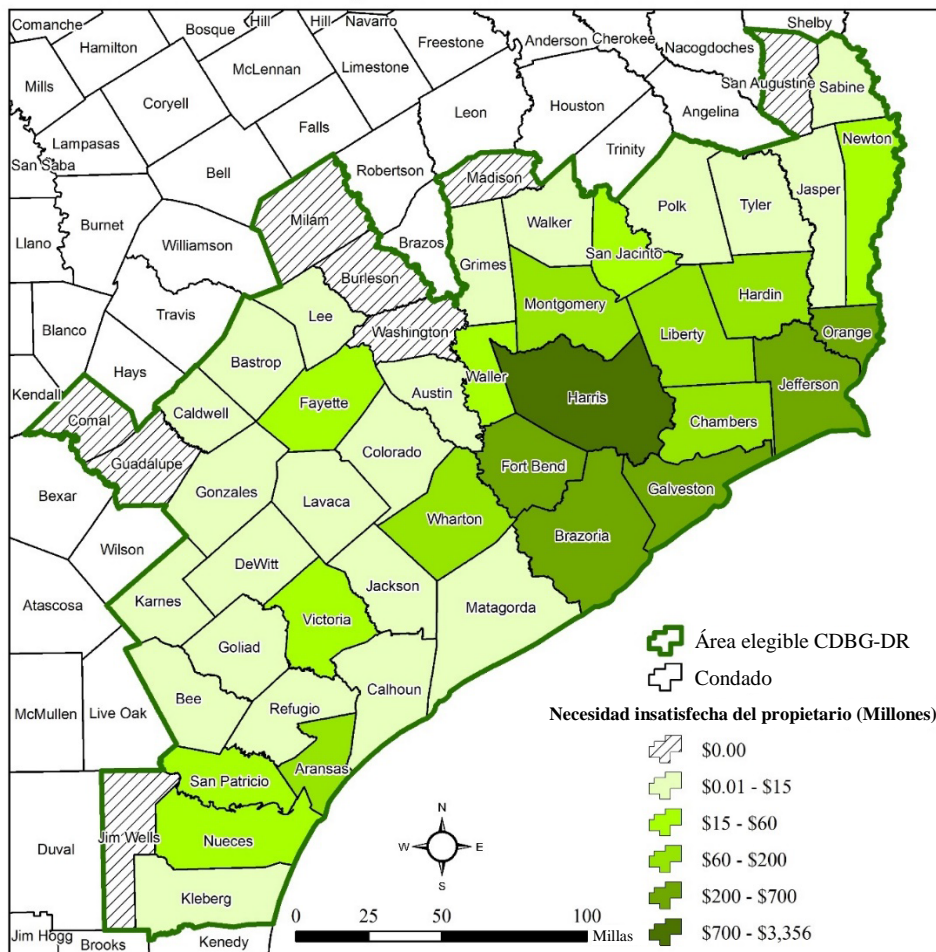 Comanche
Hill
Bosque
Hill
Navarro
Freestone
Anderson
Cherokee
Nacogdoches
Shelby
Hamilton
McLennan
Limestone
San Augustine
Sabine
Mills
Coryell
Leon
Houston
Angelina
Falls
Trinity
Newton
Lampasas
San Saba
Bell
Robertson
Madison
Jasper
Milam
Walker
Polk
Tyler
Burnet
Llano
Williamson
Brazos
Grimes
San Jacinto
Burleson
Hardin
Montgomery
Travis
Lee
Washington
Liberty
Orange
Blanco
Bastrop
Waller
Jefferson
Hays
Austin
Harris
Kendall
Fayette
Chambers
Comal
Caldwell
Colorado
Guadalupe
Fort Bend
Galveston
Bexar
Gonzales
Lavaca
Wharton
Brazoria
Wilson
DeWitt
Jackson
Atascosa
Karnes
Matagorda
Victoria
Goliad
Calhoun
Bee
Refugio
McMullen
Live Oak
Aransas
San Patricio
Jim Wells
Nueces
Duval
Kleberg
Jim Hogg
Brooks
Kenedy
N
W
E
S
0
25
50
100
Millas
Área elegible CDBG-DR
Condado
Necesidad insatisfecha del propietario (Millones)
$0.00
$0.01 - $15
$15 - $60
$60 - $200
$200 - $700
$700 - $3,356